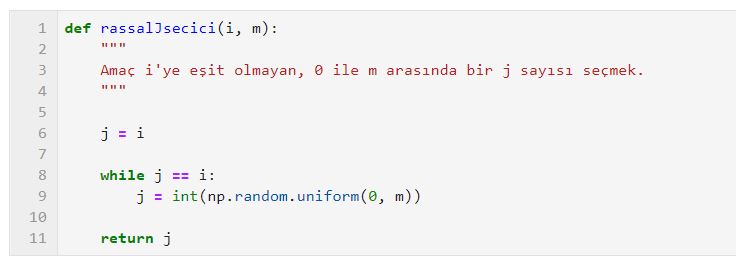 1 def rassalJsecici(i, m):
2     """
3     Amaç i'ye eşit olmayan, 0 ile m arasında bir j sayısı seçmek.
4     """
5
6     j = i
7
8     while j == i:
9         j = int(np.random.uniform(0, m))
10
11     return j